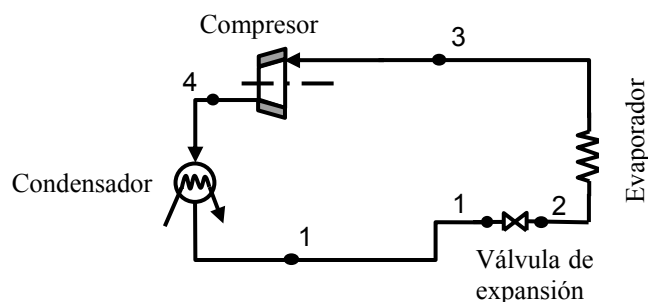 Compresor
3
4
Evaporador
Condensador
1
2
1
Válvula de
expansión